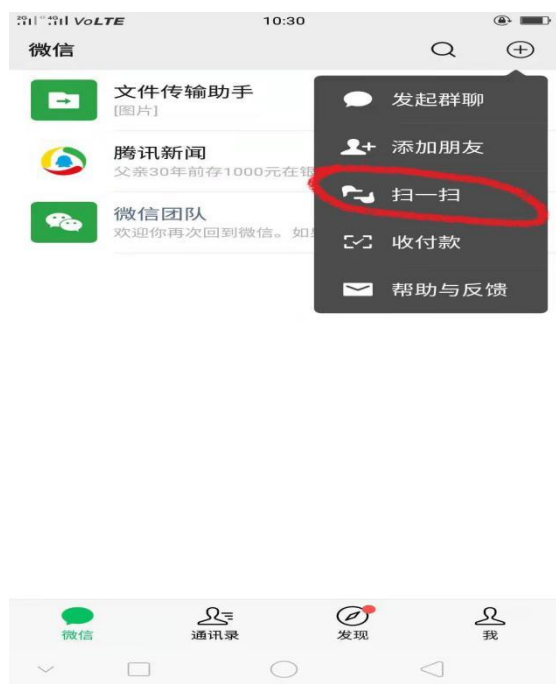 VoLTE 10:30
微信
发起群聊
添加朋友
扫一扫
收付款
帮助与反馈
文件传输助手
[图片]
腾讯新闻
父亲30年前存1000元在银
微信团队
欢迎你再次回到微信。如
微信 通讯录 发现 我